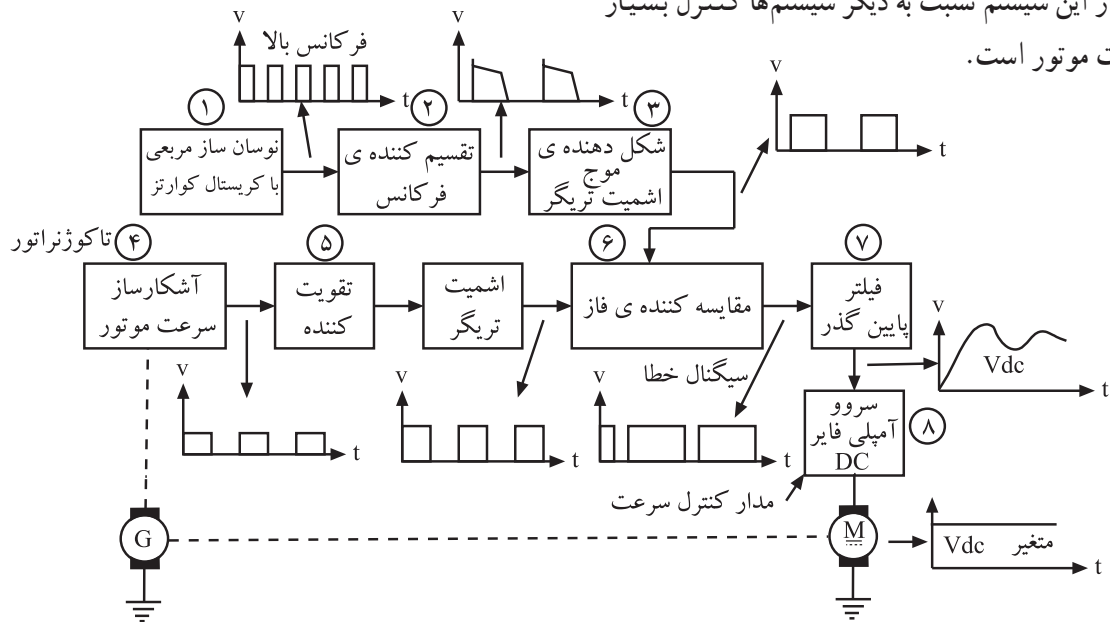 ر این سیستم نسبت به دیگر سیستم‌ها کنترل بسیار
ت موتور است.
v
فرکانس بالا
t
v
t
v
t
۱
نوسان ساز مربعی
با کریستال کوارتز
۲
تقسیم کننده ی
فرکانس
۳
شکل دهنده ی
موج
اشمیت تریگر
تاکوژنراتور
۴
آشکارساز
سرعت موتور
۵
تقویت
کننده
اشمیت
تریگر
۶
مقایسه کننده ی فاز
۷
فیلتر
پایین گذر
v
Vdc
t
سیگنال خطا
v
t
v
t
v
t
سروو
آمپلی فایر
DC
۸
مدار کنترل سرعت
G
M
Vdc متغیر
t